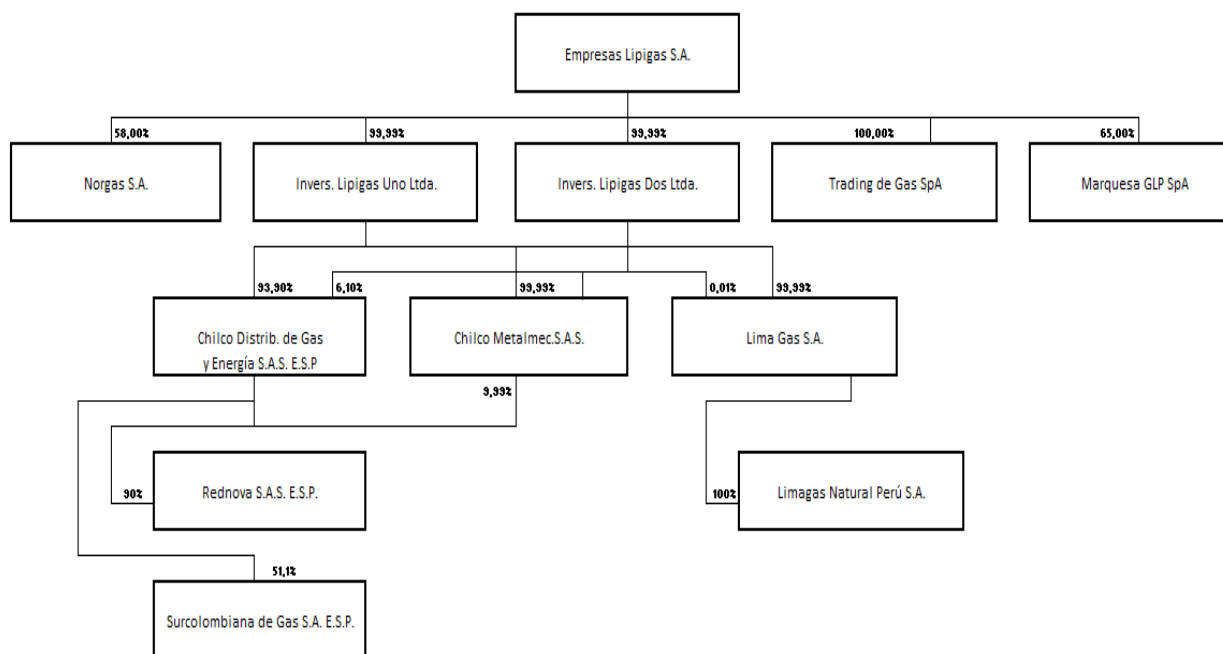 Empresas Lipigas S.A.
58,00%
99,99%
99,99%
100,00%
65,00%
Norgas S.A.
Invers. Lipigas Uno Ltda.
Invers. Lipigas Dos Ltda.
Trading de Gas SpA
Marquesa GLP SpA
93,90%
6,10%
99,99%
0,01%
99,99%
Chilco Distrib. de Gas
y Energía S.A.S. E.S.P
Chilco Metalmec.S.A.S.
Lima Gas S.A.
9,99%
90%
Rednova S.A.S. E.S.P.
100%
Limagas Natural Perú S.A.
51,1%
Surcolombiana de Gas S.A. E.S.P.